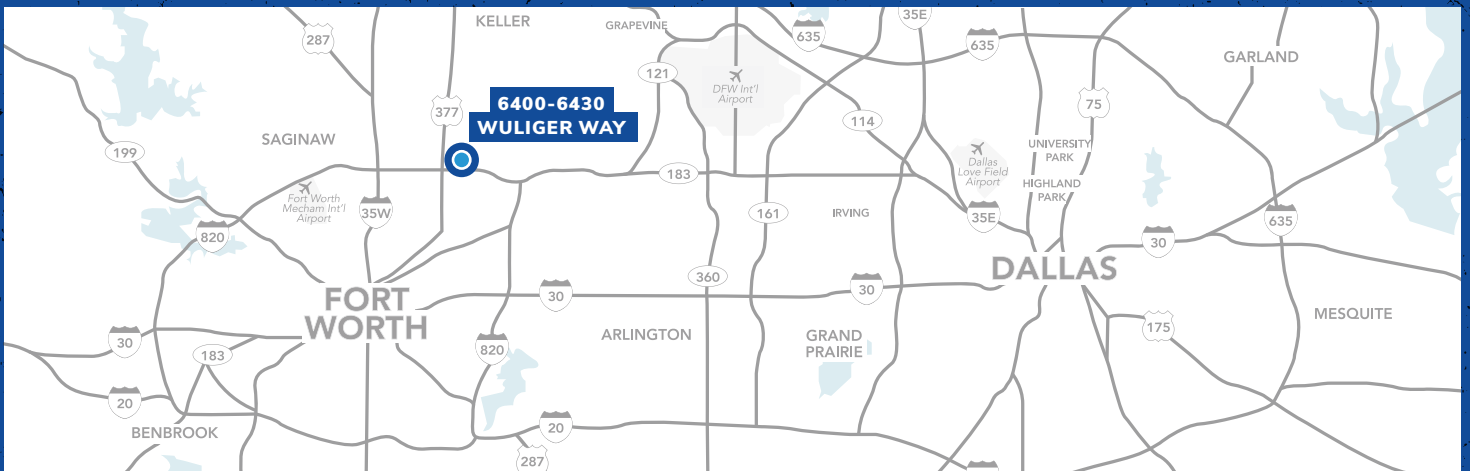 KELLER
GRAPEVINE
35E
287
635
635
GARLAND
121
DFW Int'l
Airport
75
6400-6430
WULIGER WAY
377
114
SAGINAW
199
UNIVERSITY
PARK
Dallas
Love Field
Airport
183
HIGHLAND
PARK
Fort Worth
Mecham Int'l
Airport
35W
161
IRVING
35E
635
820
30
DALLAS
360
30
30
FORT
WORTH
ARLINGTON
GRAND
PRAIRIE
MESQUITE
175
30
183
820
20
BENBROOK
20
287